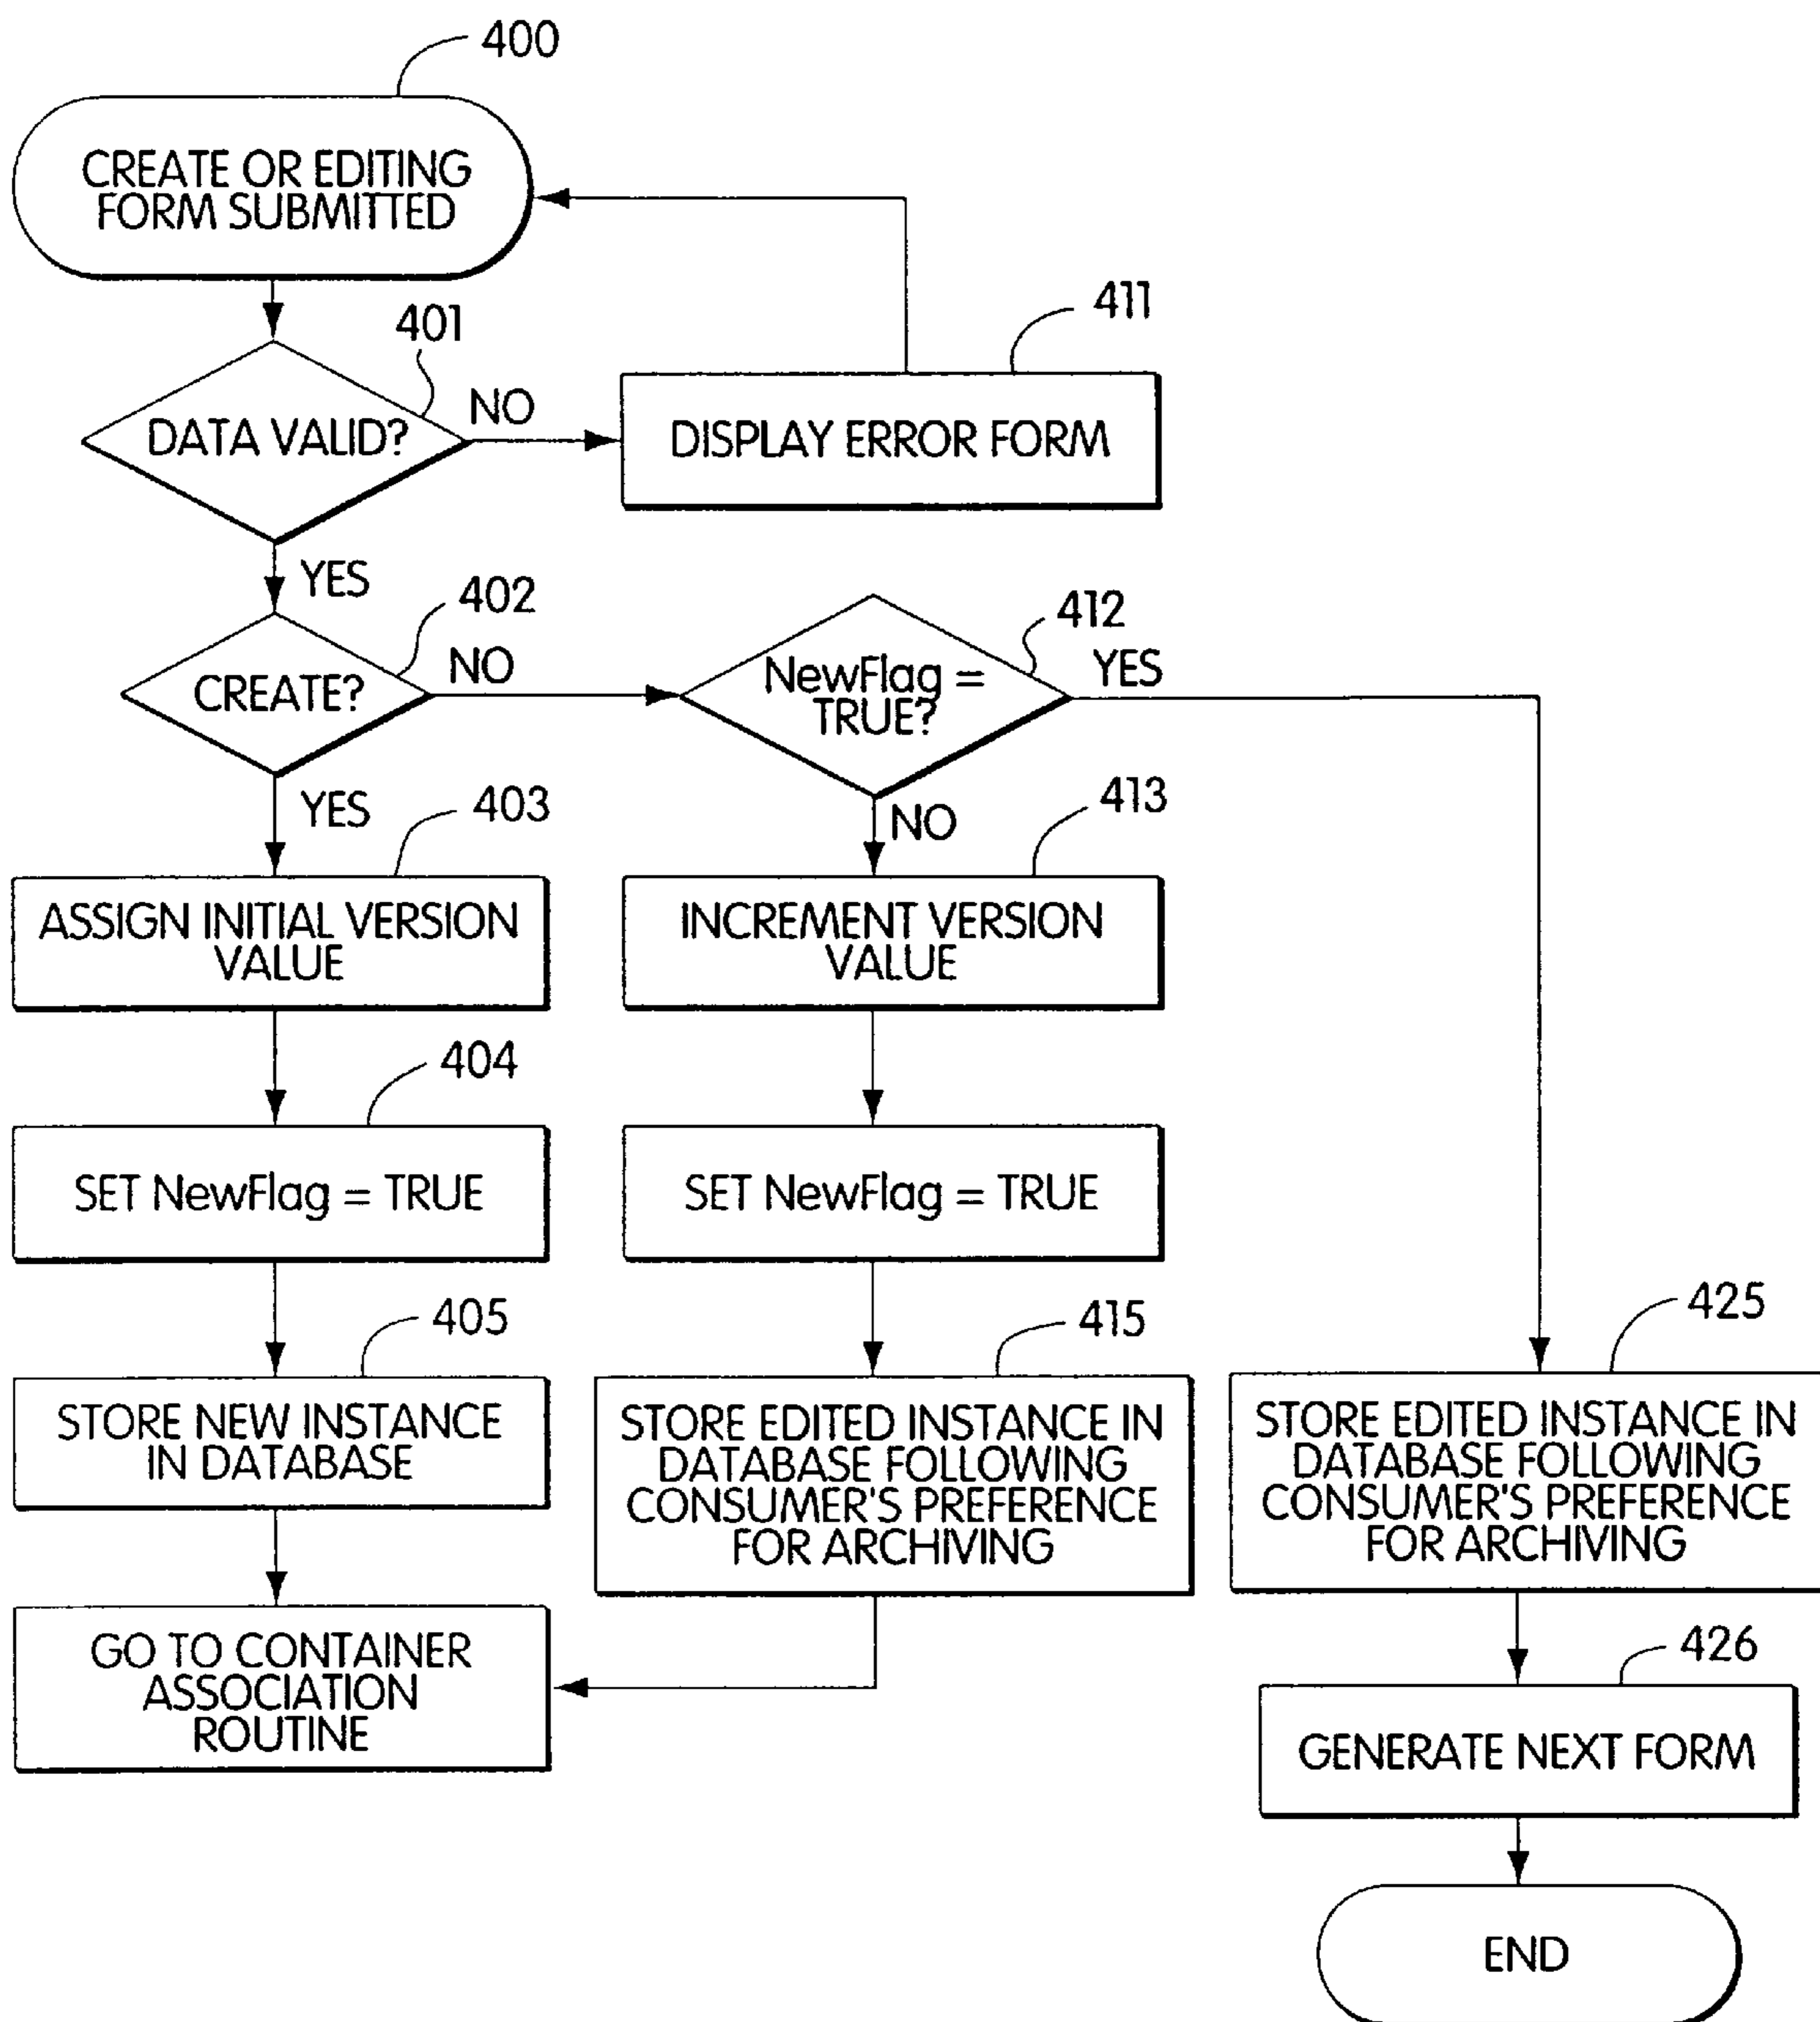 400
CREATE OR EDITING
FORM SUBMITTED
411
401
DATA VALID?
NO
DISPLAY ERROR FORM
YES
402
CREATE?
NO
412
NewFlag =
TRUE?
YES
YES
403
NO
413
ASSIGN INITIAL VERSION
VALUE
INCREMENT VERSION
VALUE
404
SET NewFlag = TRUE
SET NewFlag = TRUE
405
415
425
STORE NEW INSTANCE
IN DATABASE
STORE EDITED INSTANCE IN
DATABASE FOLLOWING
CONSUMER'S PREFERENCE
FOR ARCHIVING
STORE EDITED INSTANCE IN
DATABASE FOLLOWING
CONSUMER'S PREFERENCE
FOR ARCHIVING
GO TO CONTAINER
ASSOCIATION
ROUTINE
426
GENERATE NEXT FORM
END